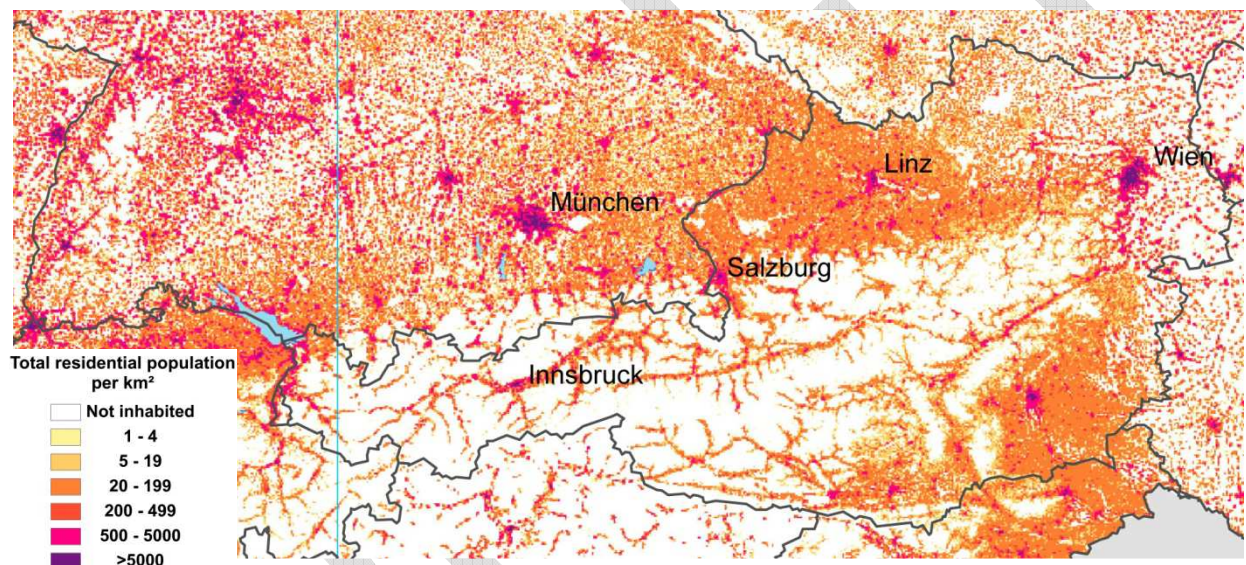 Linz
Wien
München
Salzburg
Innsbruck
Total residential population
per km²
Not inhabited
1 - 4
5 - 19
20 - 199
200 - 499
500 - 5000
>5000